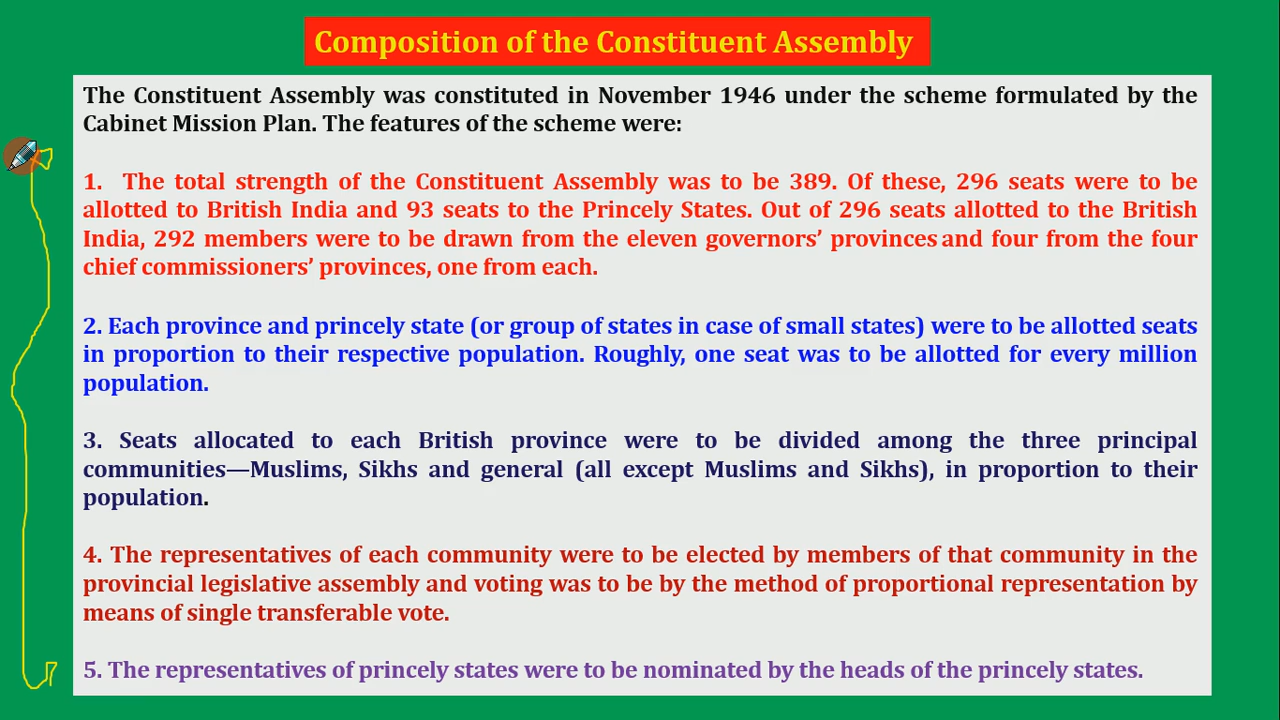 Composition of the Constituent Assembly
The Constituent Assembly was constituted in November 1946 under the scheme formulated by the
Cabinet Mission Plan. The features of the scheme were:
1. The total strength of the Constituent Assembly was to be 389. Of these, 296 seats were to be
allotted to British India and 93 seats to the Princely States. Out of 296 seats allotted to the British
India, 292 members were to be drawn from the eleven governors’ provinces and four from the four
chief commissioners’ provinces, one from each.
2. Each province and princely state (or group of states in case of small states) were to be allotted seats
in proportion to their respective population. Roughly, one seat was to be allotted for every million
population.
3. Seats allocated to each British province were to be divided among the three principal
communities—Muslims, Sikhs and general (all except Muslims and Sikhs), in proportion to their
population.
4. The representatives of each community were to be elected by members of that community in the
provincial legislative assembly and voting was to be by the method of proportional representation by
means of single transferable vote.
5. The representatives of princely states were to be nominated by the heads of the princely states.